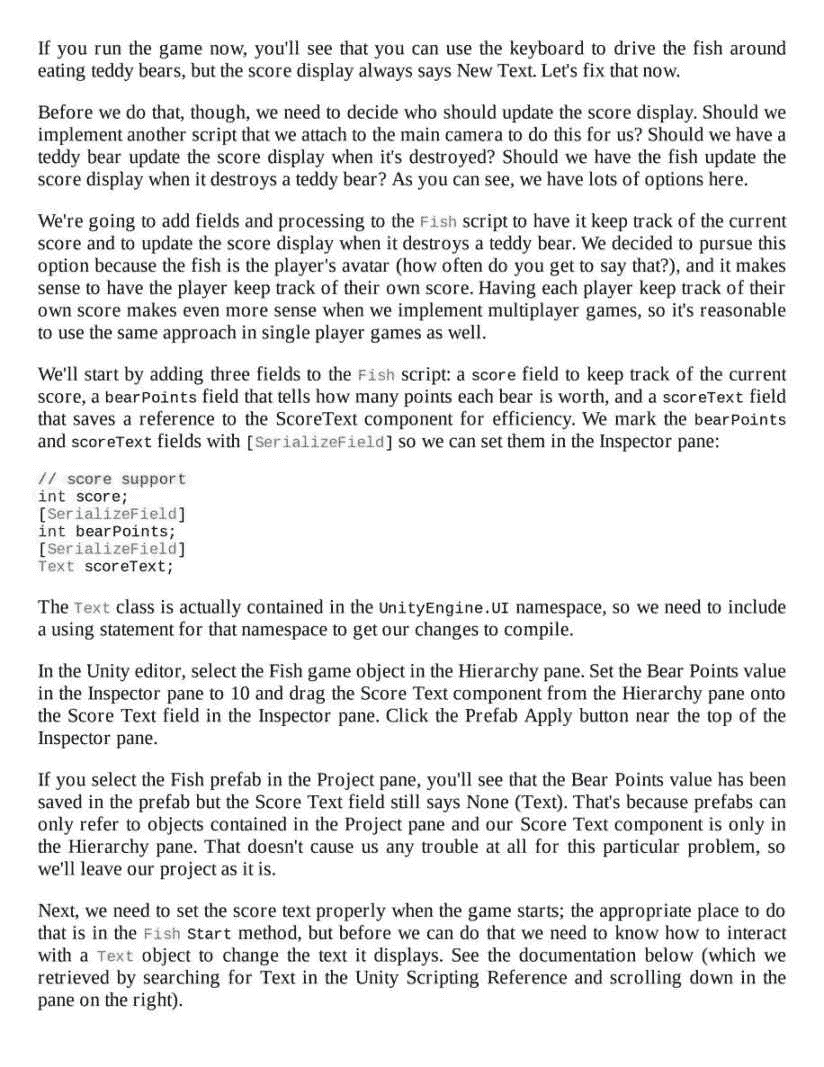 If you run the game now, you'll see that you can use the keyboard to drive the fish around
eating teddy bears, but the score display always says New Text. Let's fix that now.
Before we do that, though, we need to decide who should update the score display. Should we
implement another script that we attach to the main camera to do this for us? Should we have a
teddy bear update the score display when it's destroyed? Should we have the fish update the
score display when it destroys a teddy bear? As you can see, we have lots of options here.
We're going to add fields and processing to the Fish script to have it keep track of the current
score and to update the score display when it destroys a teddy bear. We decided to pursue this
option because the fish is the player's avatar (how often do you get to say that?), and it makes
sense to have the player keep track of their own score. Having each player keep track of their
own score makes even more sense when we implement multiplayer games, so it's reasonable
to use the same approach in single player games as well.
We'll start by adding three fields to the Fish script: a score field to keep track of the current
score, a bearPoints field that tells how many points each bear is worth, and a scoreText field
that saves a reference to the ScoreText component for efficiency. We mark the bearPoints
and scoreText fields with [SerializeField] so we can set them in the Inspector pane:
// score support
int score;
[SerializeField]
int bearPoints;
[SerializeField]
Text scoreText;
The Text class is actually contained in the UnityEngine.UI namespace, so we need to include
a using statement for that namespace to get our changes to compile.
In the Unity editor, select the Fish game object in the Hierarchy pane. Set the Bear Points value
in the Inspector pane to 10 and drag the Score Text component from the Hierarchy pane onto
the Score Text field in the Inspector pane. Click the Prefab Apply button near the top of the
Inspector pane.
If you select the Fish prefab in the Project pane, you'll see that the Bear Points value has been
saved in the prefab but the Score Text field still says None (Text). That's because prefabs can
only refer to objects contained in the Project pane and our Score Text component is only in
the Hierarchy pane. That doesn't cause us any trouble at all for this particular problem, so
we'll leave our project as it is.
Next, we need to set the score text properly when the game starts; the appropriate place to do
that is in the Fish Start method, but before we can do that we need to know how to interact
with a Text object to change the text it displays. See the documentation below (which we
retrieved by searching for Text in the Unity Scripting Reference and scrolling down in the
pane on the right).